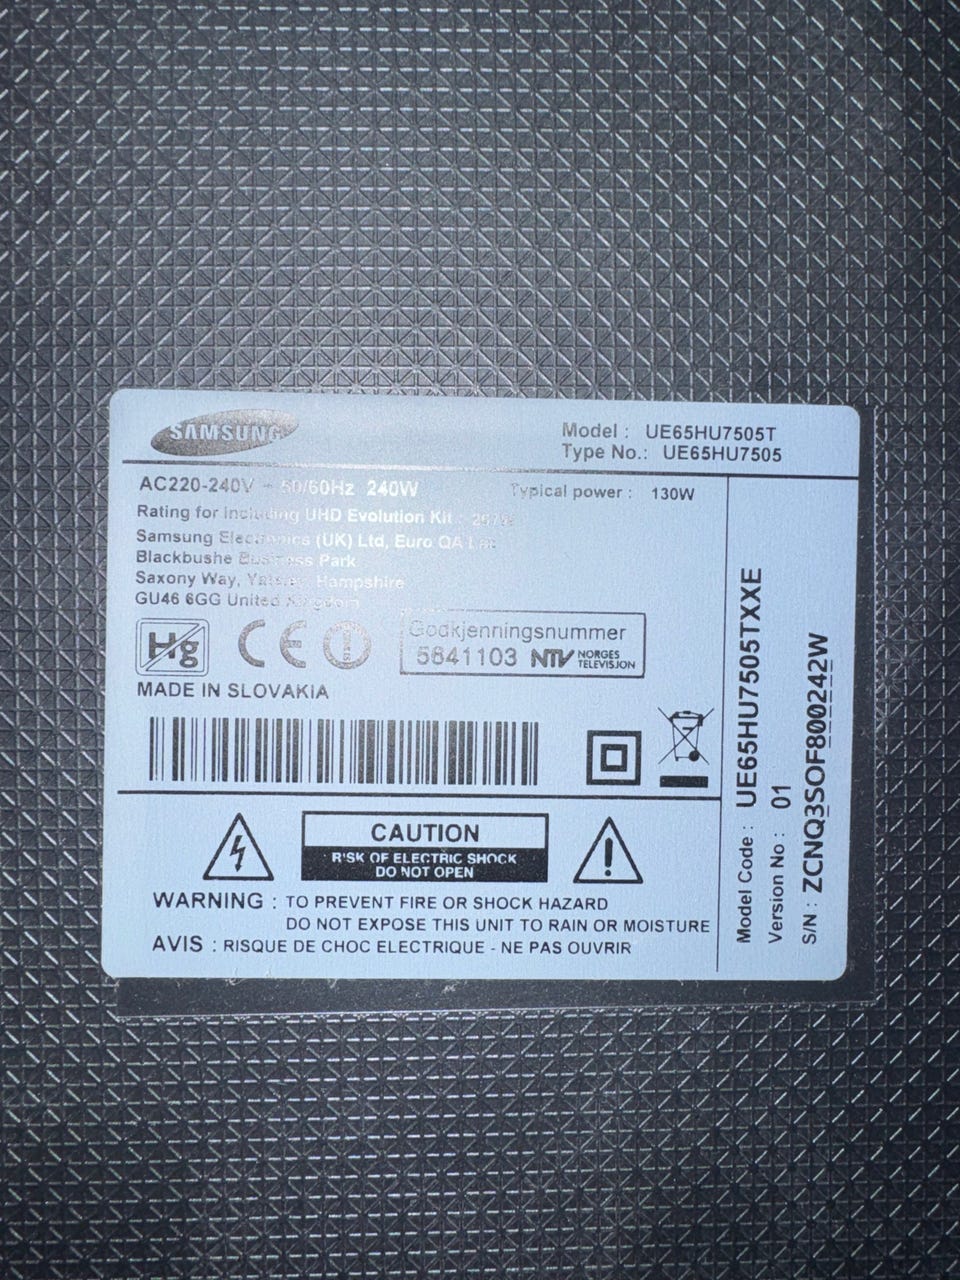 SAMSUNG
Model : UE65HU7505T
Type No.: UE65HU7505
AC220-240V ~ 50/60Hz 240W
Typical power : 130W
Rating for Including UHD Evolution Kit :
Samsung Electronics (UK) Ltd, Euro QA Lab
Blackbushe Business Park
Saxony Way, Yateley, Hampshire
GU46 6GG United Kingdom
Hg
CE
Godkjenningsnummer
5841103 NTV NORGES
TELEVISJON
MADE IN SLOVAKIA
CAUTION
RISK OF ELECTRIC SHOCK
DO NOT OPEN
WARNING : TO PREVENT FIRE OR SHOCK HAZARD
DO NOT EXPOSE THIS UNIT TO RAIN OR MOISTURE
AVIS : RISQUE DE CHOC ELECTRIQUE - NE PAS OUVRIR
Model Code : UE65HU7505TXXE
Version No : 01
S/N : ZCNQ3SOF800242W